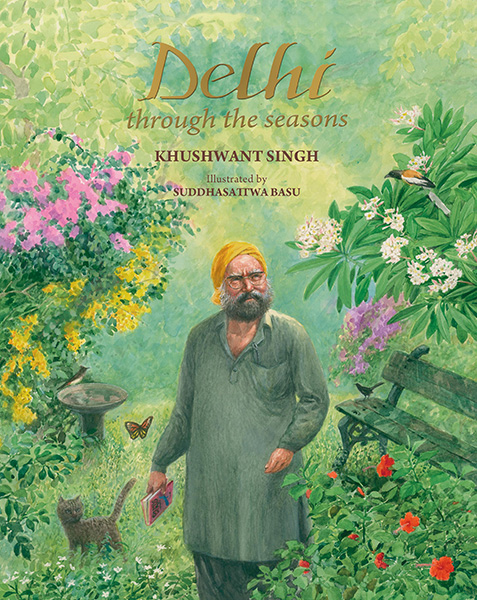 Delhi
through the seasons
KHUSHWANT SINGH
Illustrated by
SUDDHASATTWA BASU